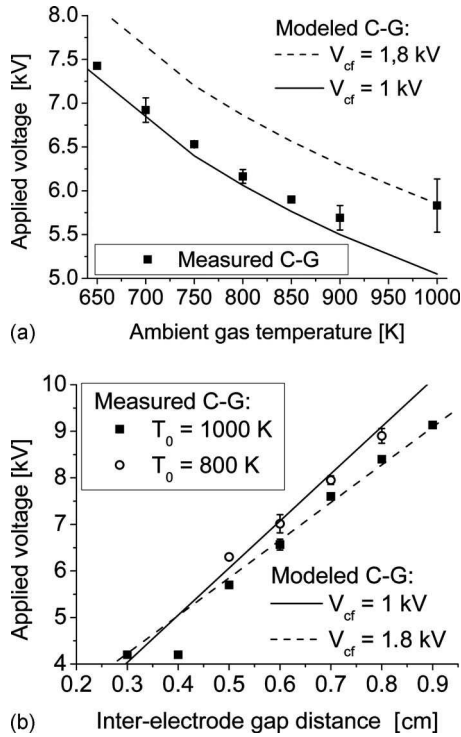 8.0
7.5
7.0
6.5
6.0
5.5
5.0
Applied voltage [kV]
Modeled C-G:
V_cf = 1,8 kV
V_cf = 1 kV
Measured C-G
650 700 750 800 850 900 950 1000
(a) Ambient gas temperature [K]
10
9
8
7
6
5
4
Applied voltage [kV]
Measured C-G:
T_0 = 1000 K
T_0 = 800 K
Modeled C-G:
V_cf = 1 kV
V_cf = 1.8 kV
0.2 0.3 0.4 0.5 0.6 0.7 0.8 0.9
(b) Inter-electrode gap distance [cm]